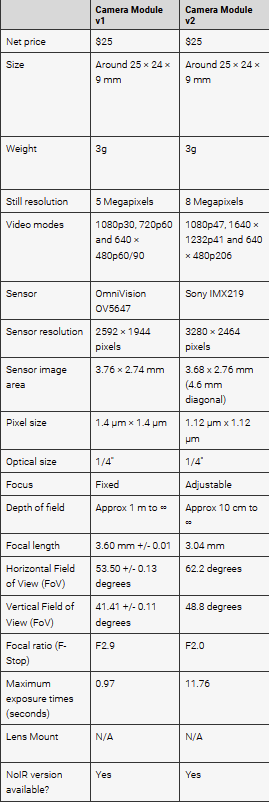 Camera Module v1 Camera Module v2
Net price $25 $25
Size Around 25 × 24 × 9 mm Around 25 × 24 × 9 mm
Weight 3g 3g
Still resolution 5 Megapixels 8 Megapixels
Video modes 1080p30, 720p60 and 640 × 480p60/90 1080p47, 1640 × 1232p41 and 640 × 480p206
Sensor OmniVision OV5647 Sony IMX219
Sensor resolution 2592 × 1944 pixels 3280 × 2464 pixels
Sensor image area 3.76 × 2.74 mm 3.68 x 2.76 mm (4.6 mm diagonal)
Pixel size 1.4 µm × 1.4 µm 1.12 µm x 1.12 µm
Optical size 1/4" 1/4"
Focus Fixed Adjustable
Depth of field Approx 1 m to ∞ Approx 10 cm to ∞
Focal length 3.60 mm +/- 0.01 3.04 mm
Horizontal Field of View (FoV) 53.50 +/- 0.13 degrees 62.2 degrees
Vertical Field of View (FoV) 41.41 +/- 0.11 degrees 48.8 degrees
Focal ratio (F-Stop) F2.9 F2.0
Maximum exposure times (seconds) 0.97 11.76
Lens Mount N/A N/A
NoIR version available? Yes Yes